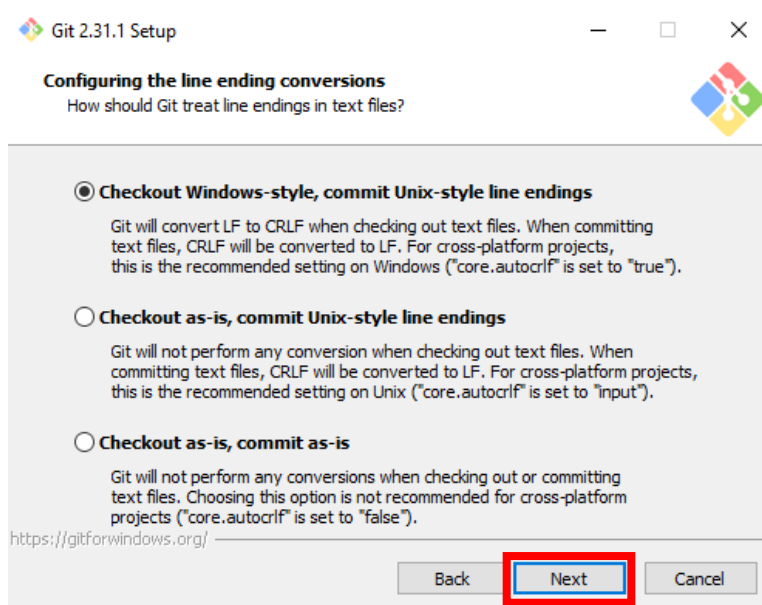 Git 2.31.1 Setup
Configuring the line ending conversions
How should Git treat line endings in text files?
Checkout Windows-style, commit Unix-style line endings
Git will convert LF to CRLF when checking out text files. When committing
text files, CRLF will be converted to LF. For cross-platform projects,
this is the recommended setting on Windows ("core.autocrlf" is set to "true").
Checkout as-is, commit Unix-style line endings
Git will not perform any conversion when checking out text files. When
committing text files, CRLF will be converted to LF. For cross-platform projects,
this is the recommended setting on Unix ("core.autocrlf" is set to "input").
Checkout as-is, commit as-is
Git will not perform any conversions when checking out or committing
text files. Choosing this option is not recommended for cross-platform
projects ("core.autocrlf" is set to "false").
https://gitforwindows.org/
Back Next Cancel